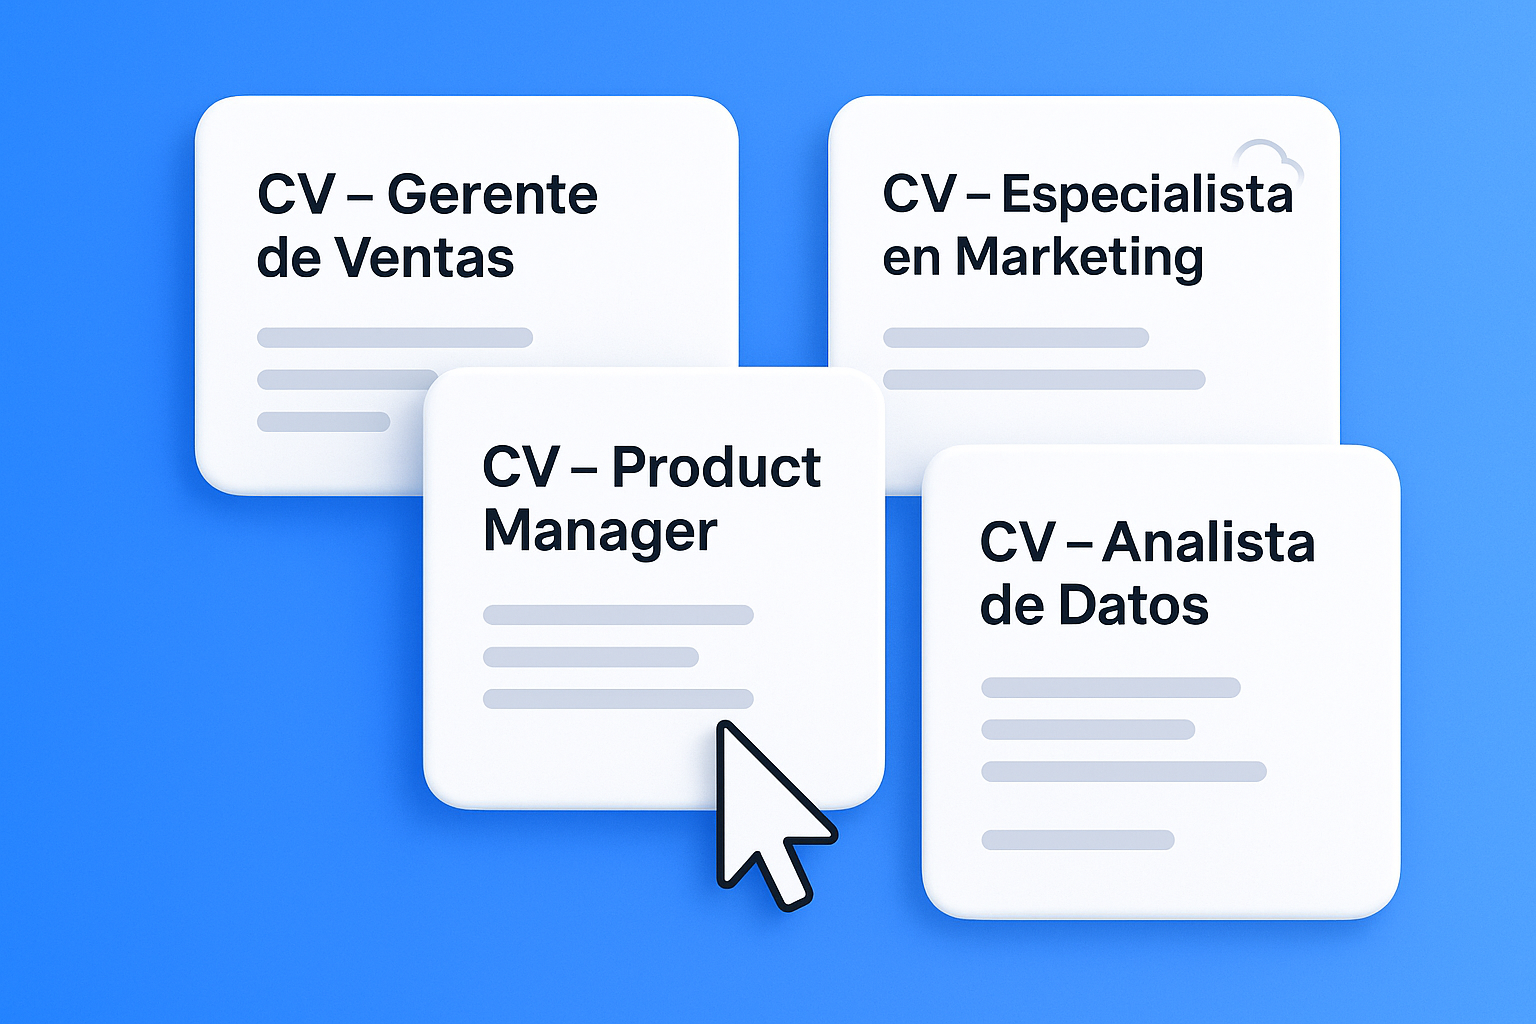 CV – Gerente
de Ventas
CV – Especialista
en Marketing
CV – Product
Manager
CV – Analista
de Datos